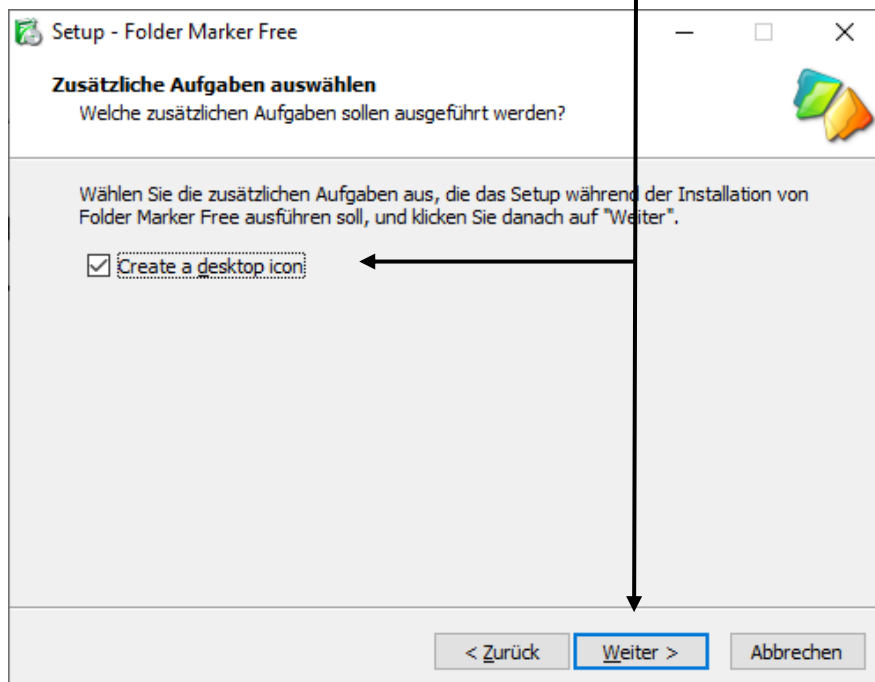 Setup - Folder Marker Free
Zusätzliche Aufgaben auswählen
Welche zusätzlichen Aufgaben sollen ausgeführt werden?
Wählen Sie die zusätzlichen Aufgaben aus, die das Setup während der Installation von
Folder Marker Free ausführen soll, und klicken Sie danach auf "Weiter".
Create a desktop icon
< Zurück Weiter > Abbrechen